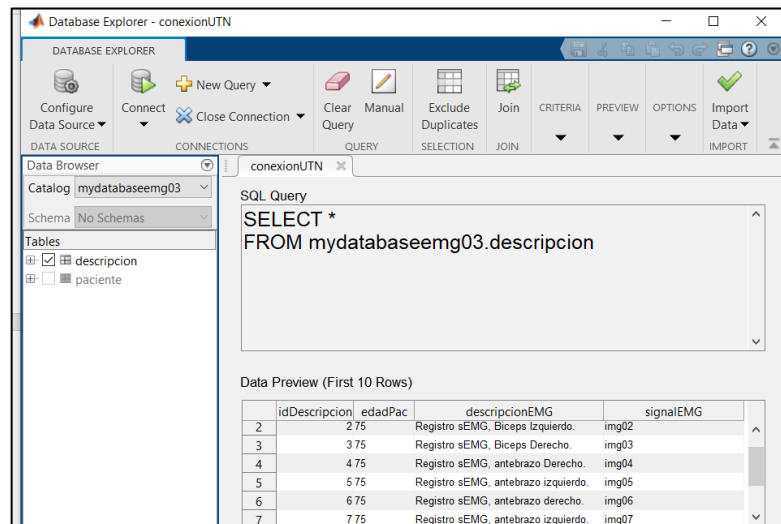 Database Explorer - conexionUTN
DATABASE EXPLORER
Configure Data Source
Connect
New Query
Close Connection
Clear Query
Manual
Exclude Duplicates
Join
CRITERIA
PREVIEW
OPTIONS
Import Data
DATA SOURCE
CONNECTIONS
QUERY
SELECTION
JOIN
IMPORT
Data Browser
conexionUTN
Catalog mydatabaseemg03
Schema No Schemas
Tables
descripcion
paciente
SQL Query
SELECT *
FROM mydatabaseemg03.descripcion
Data Preview (First 10 Rows)
idDescripcion edadPac descripcionEMG signalEMG
2 2 75 Registro sEMG, Biceps Izquierdo. img02
3 3 75 Registro sEMG, Biceps Derecho. img03
4 4 75 Registro sEMG, antebrazo Derecho. img04
5 5 75 Registro sEMG, antebrazo izquierdo. img05
6 6 75 Registro sEMG, antebrazo derecho. img06
7 7 75 Registro sEMG, antebrazo izquierdo. img07